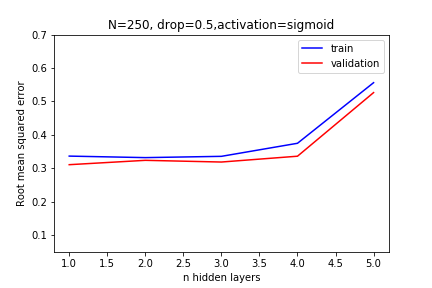 N=250, drop=0.5,activation=sigmoid
train
validation
Root mean squared error
0.7
0.6
0.5
0.4
0.3
0.2
0.1
1.0 1.5 2.0 2.5 3.0 3.5 4.0 4.5 5.0
n hidden layers